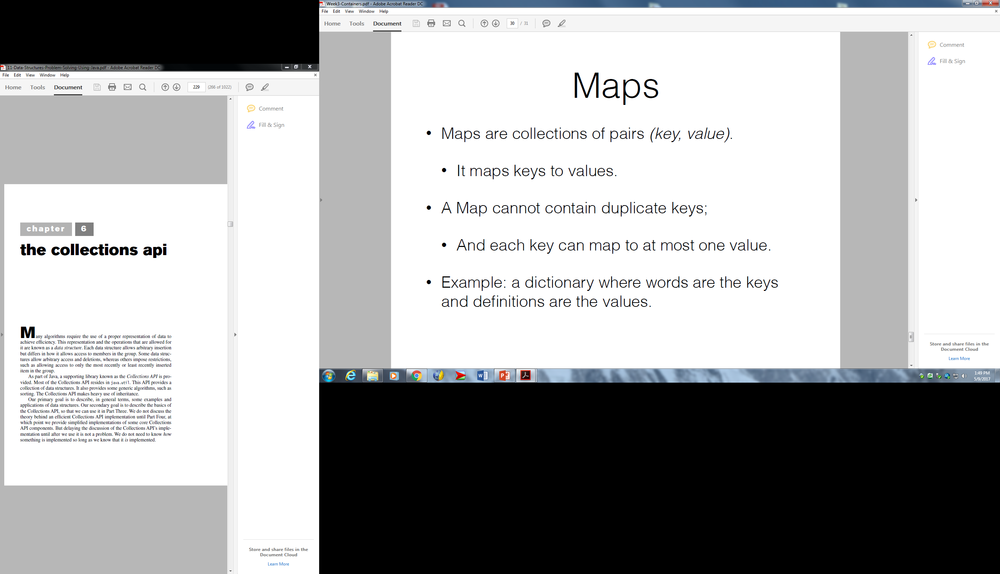 11-Data-Structures-Problem-Solving-Using-Java.pdf - Adobe Acrobat Reader DC
File Edit View Window Help
Home Tools Document 229 (266 of 1022)
Comment
Fill & Sign
chapter 6
the collections api
Many algorithms require the use of a proper representation of data to
achieve efficiency. This representation and the operations that are allowed for
it are known as a data structure. Each data structure allows arbitrary insertion
but differs in how it allows access to members in the group. Some data struc-
tures allow arbitrary access and deletions, whereas others impose restrictions,
such as allowing access to only the most recently or least recently inserted
item in the group.
As part of Java, a supporting library known as the Collections API is pro-
vided. Most of the Collections API resides in java.util. This API provides a
collection of data structures. It also provides some generic algorithms, such as
sorting. The Collections API makes heavy use of inheritance.
Our primary goal is to describe, in general terms, some examples and
applications of data structures. Our secondary goal is to describe the basics of
the Collections API, so that we can use it in Part Three. We do not discuss the
theory behind an efficient Collections API implementation until Part Four, at
which point we provide simplified implementations of some core Collections
API components. But delaying the discussion of the Collections API's imple-
mentation until after we use it is not a problem. We do not need to know how
something is implemented so long as we know that it is implemented.
Store and share files in the
Document Cloud
Learn More
Week3-Containers.pdf - Adobe Acrobat Reader DC
File Edit View Window Help
Home Tools Document 30 / 31
Comment
Fill & Sign
Maps
• Maps are collections of pairs (key, value).
• It maps keys to values.
• A Map cannot contain duplicate keys;
• And each key can map to at most one value.
• Example: a dictionary where words are the keys
and definitions are the values.
Store and share files in the
Document Cloud
Learn More
1:49 PM
5/9/2017